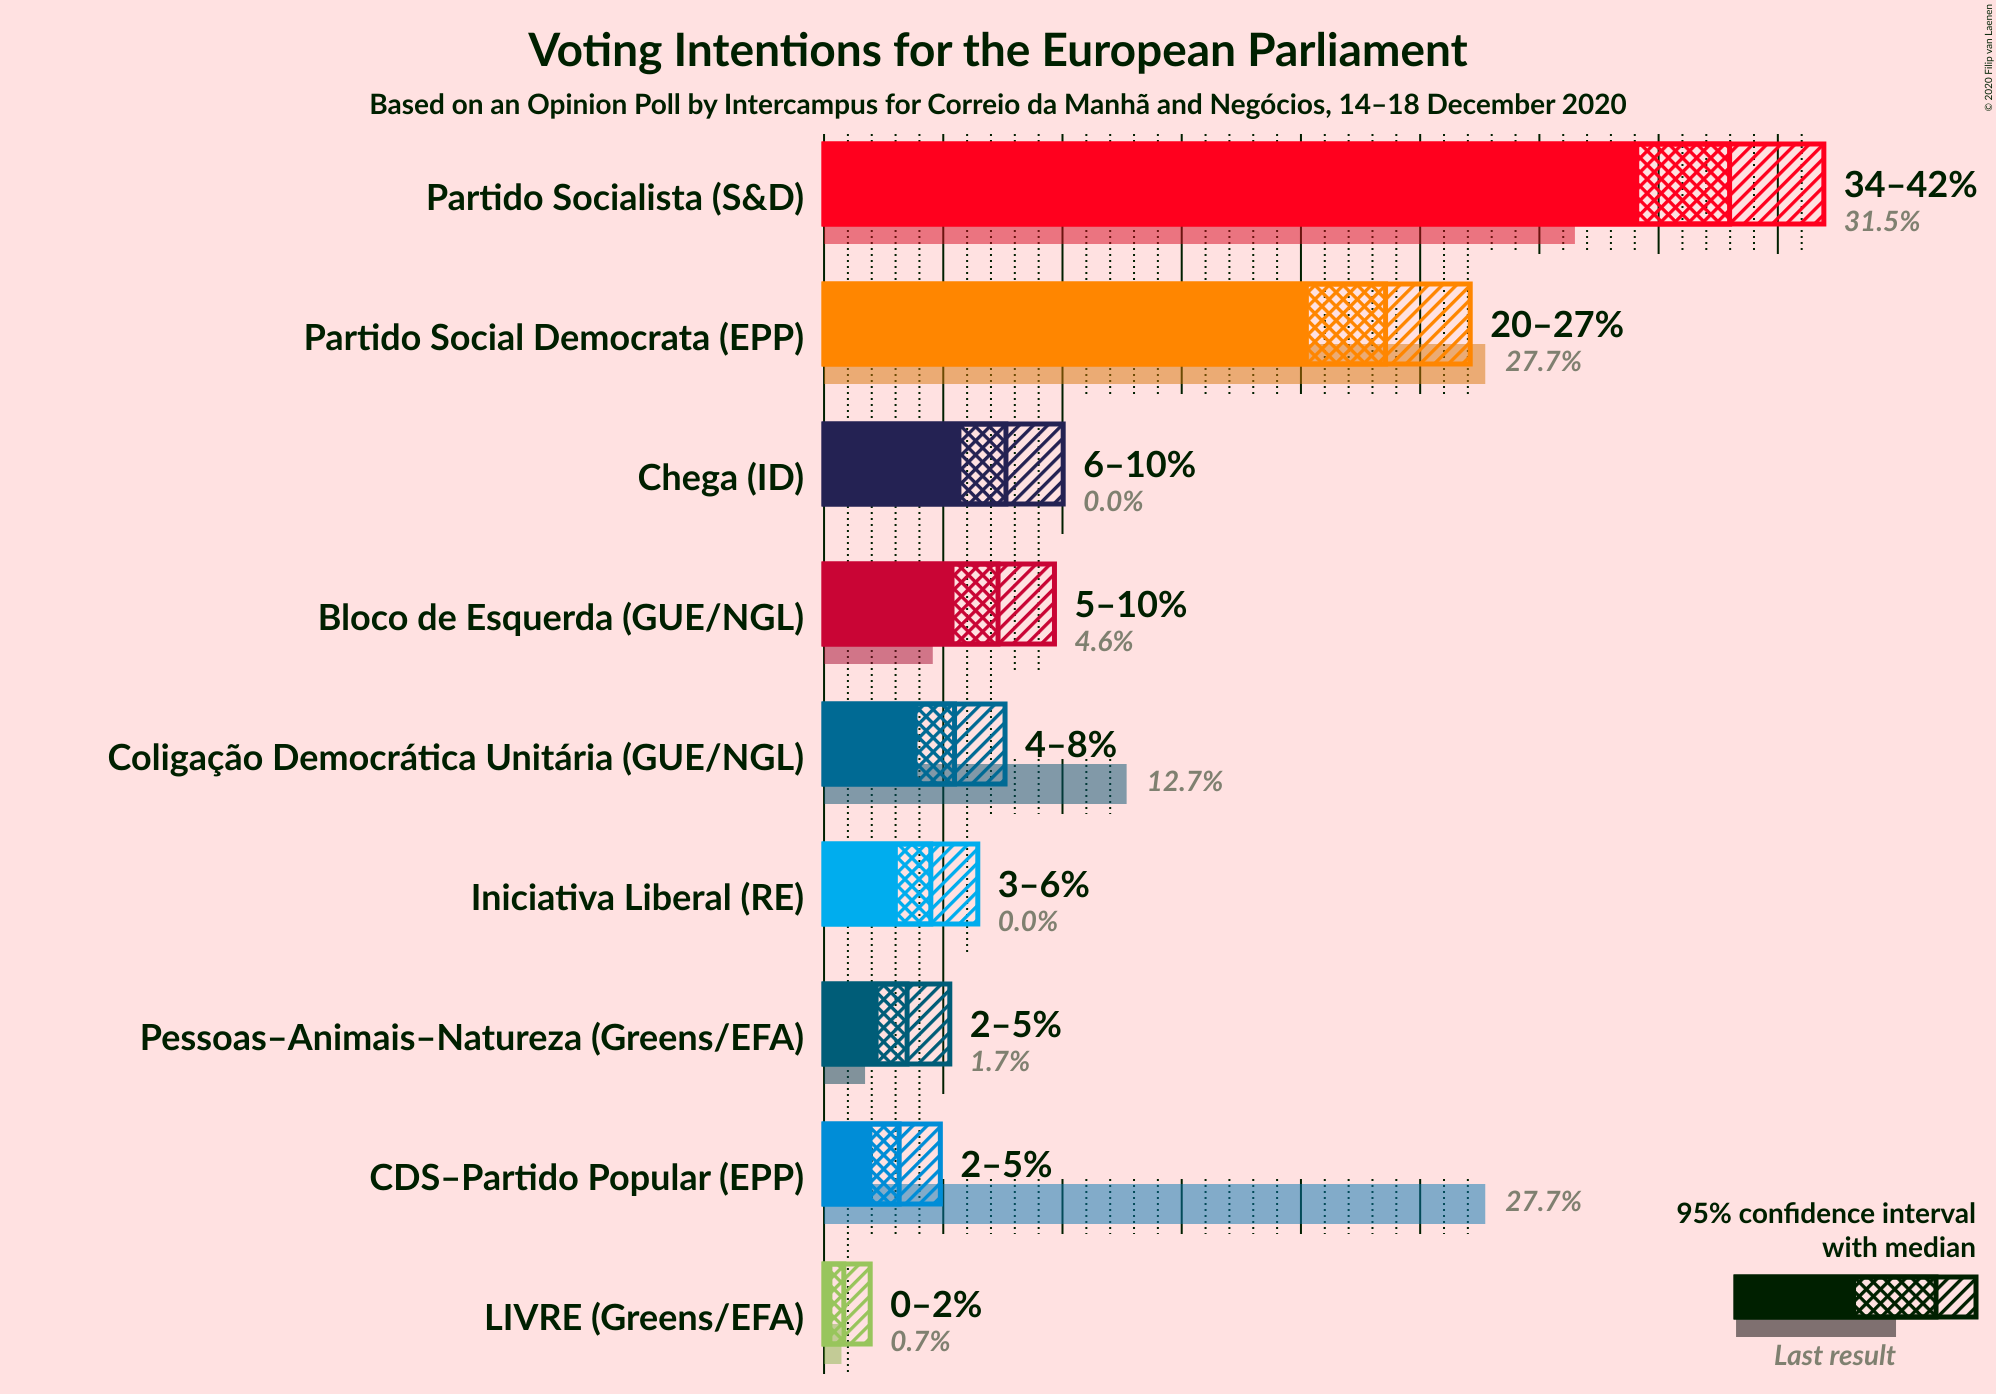 Voting Intentions for the European Parliament
Based on an Opinion Poll by Intercampus for Correio da Manhã and Negócios, 14–18 December 2020
© 2020 Filip van Laenen
Partido Socialista (S&D)
34–42%
31.5%
Partido Social Democrata (EPP)
20–27%
27.7%
Chega (ID)
6–10%
0.0%
Bloco de Esquerda (GUE/NGL)
5–10%
4.6%
Coligação Democrática Unitária (GUE/NGL)
4–8%
12.7%
Iniciativa Liberal (RE)
3–6%
0.0%
Pessoas–Animais–Natureza (Greens/EFA)
2–5%
1.7%
CDS–Partido Popular (EPP)
2–5%
27.7%
LIVRE (Greens/EFA)
0–2%
0.7%
95% confidence interval
with median
Last result